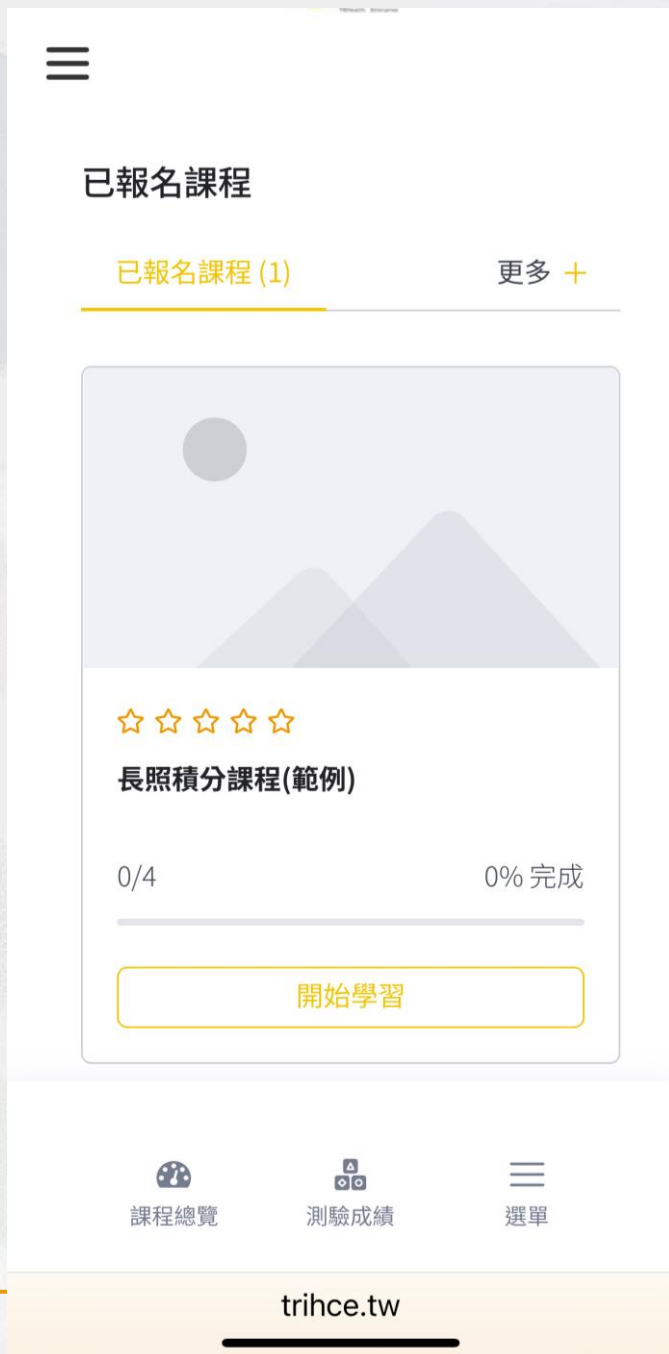 已報名課程
已報名課程 (1)
更多 +
長照積分課程(範例)
0/4
0% 完成
開始學習
課程總覽
測驗成績
選單
trihce.tw